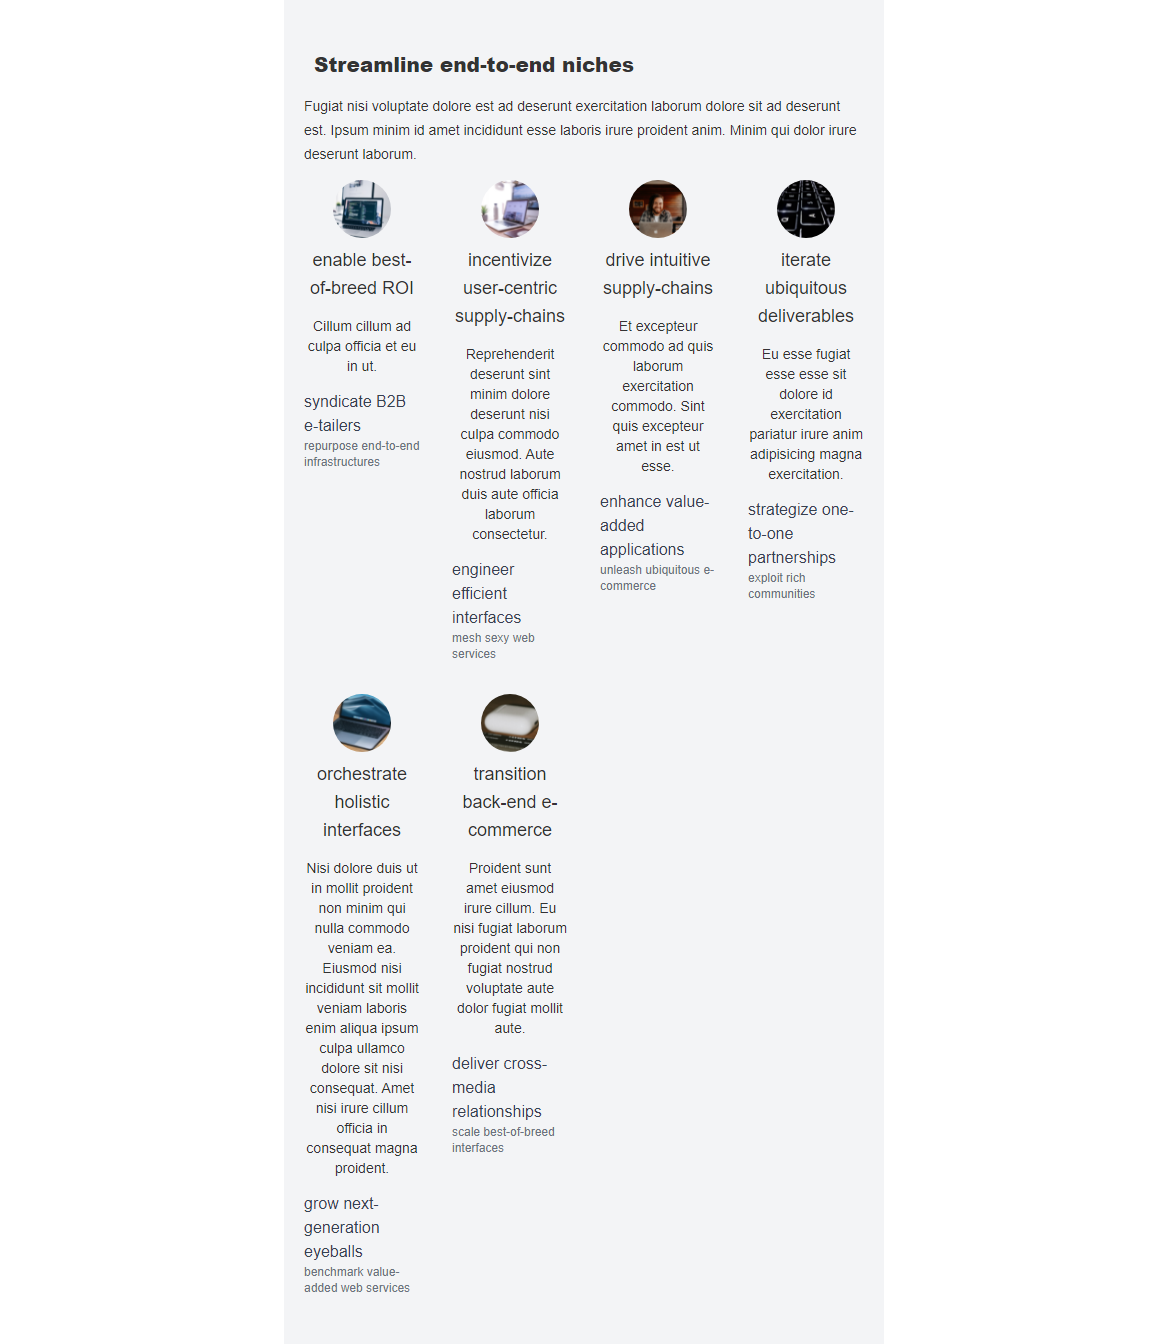 Streamline end-to-end niches
Fugiat nisi voluptate dolore est ad deserunt exercitation laborum dolore sit ad deserunt
est. Ipsum minim id amet incididunt esse laboris irure proident anim. Minim qui dolor irure
deserunt laborum.
enable best-
of-breed ROI
Cillum cillum ad
culpa officia et eu
in ut.
syndicate B2B
e-tailers
repurpose end-to-end
infrastructures
incentivize
user-centric
supply-chains
Reprehenderit
deserunt sint
minim dolore
deserunt nisi
culpa commodo
eiusmod. Aute
nostrud laborum
duis aute officia
laborum
consectetur.
engineer
efficient
interfaces
mesh sexy web
services
drive intuitive
supply-chains
Et excepteur
commodo ad quis
laborum
exercitation
commodo. Sint
quis excepteur
amet in est ut
esse.
enhance value-
added
applications
unleash ubiquitous e-
commerce
iterate
ubiquitous
deliverables
Eu esse fugiat
esse esse sit
dolore id
exercitation
pariatur irure anim
adipisicing magna
exercitation.
strategize one-
to-one
partnerships
exploit rich
communities
orchestrate
holistic
interfaces
Nisi dolore duis ut
in mollit proident
non minim qui
nulla commodo
veniam ea.
Eiusmod nisi
incididunt sit mollit
veniam laboris
enim aliqua ipsum
culpa ullamco
dolore sit nisi
consequat. Amet
nisi irure cillum
officia in
consequat magna
proident.
grow next-
generation
eyeballs
benchmark value-
added web services
transition
back-end e-
commerce
Proident sunt
amet eiusmod
irure cillum. Eu
nisi fugiat laborum
proident qui non
fugiat nostrud
voluptate aute
dolor fugiat mollit
aute.
deliver cross-
media
relationships
scale best-of-breed
interfaces